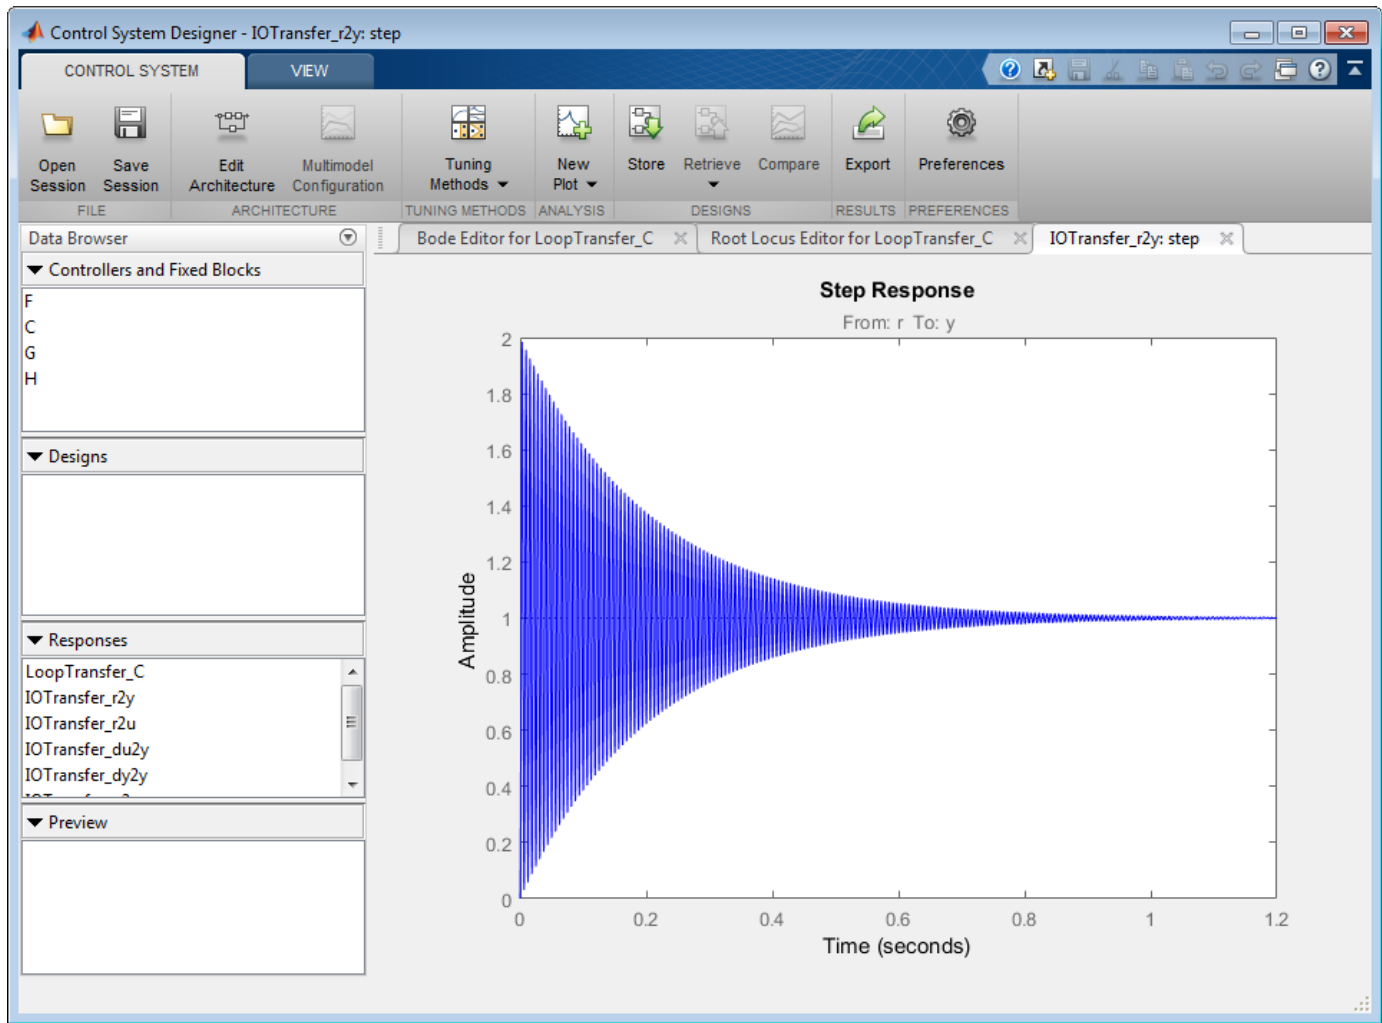 Control System Designer - IOTransfer_r2y: step
CONTROL SYSTEM
VIEW
Open Session
Save Session
Edit Architecture
Multimodel Configuration
Tuning Methods
New Plot
Store
Retrieve
Compare
Export
Preferences
FILE
ARCHITECTURE
TUNING METHODS
ANALYSIS
DESIGNS
RESULTS
PREFERENCES
Data Browser
Controllers and Fixed Blocks
F
C
G
H
Designs
Responses
LoopTransfer_C
IOTransfer_r2y
IOTransfer_r2u
IOTransfer_du2y
IOTransfer_dy2y
Preview
Bode Editor for LoopTransfer_C
Root Locus Editor for LoopTransfer_C
IOTransfer_r2y: step
Step Response
From: r To: y
Amplitude
2
1.8
1.6
1.4
1.2
1
0.8
0.6
0.4
0.2
0
0
0.2
0.4
0.6
0.8
1
1.2
Time (seconds)